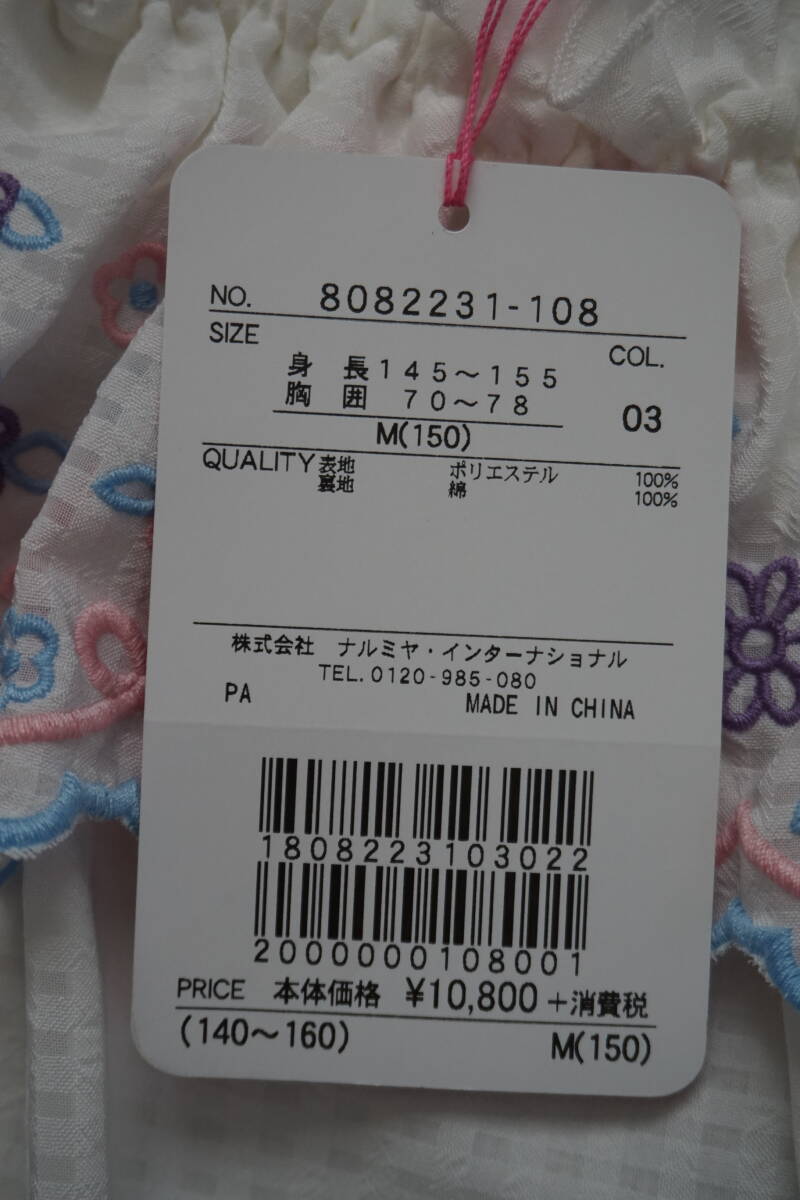 NO. 8082231-108
SIZE
COL.
身長 145～155
胸囲 70～78
03
M(150)
QUALITY 表地 ポリエステル 100%
裏地 綿 100%
株式会社 ナルミヤ・インターナショナル
TEL. 0120-985-080
PA MADE IN CHINA
1808223103022
2000000108001
PRICE 本体価格 ¥10,800 +消費税
(140～160) M(150)